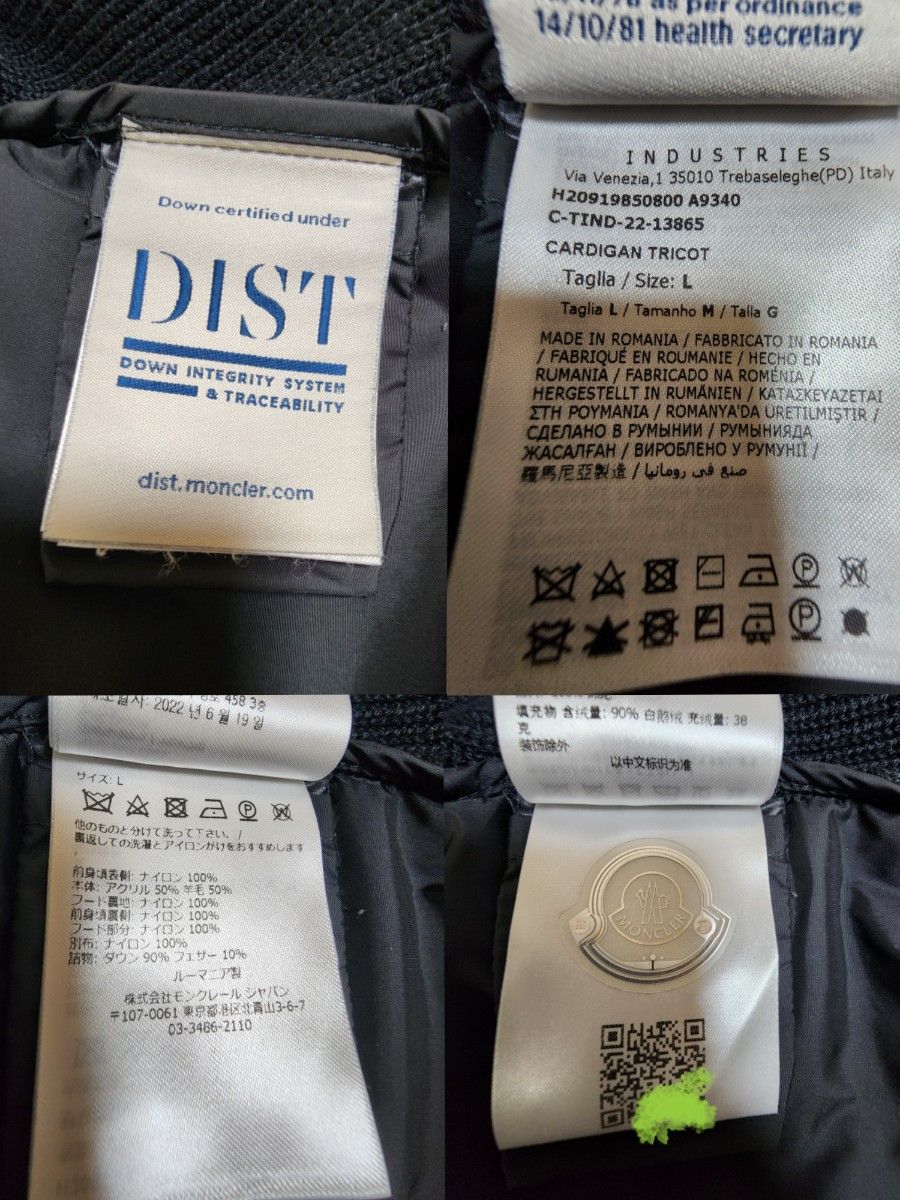 Down certified under
DIST
DOWN INTEGRITY SYSTEM
& TRACEABILITY
dist.moncler.com
as per ordinance
14/10/81 health secretary
INDUSTRIES
Via Venezia,1 35010 Trebaseleghe(PD) Italy
H20919850800 A9340
C-TIND-22-13865
CARDIGAN TRICOT
Taglia / Size: L
Taglia L / Tamanho M / Talla G
MADE IN ROMANIA / FABBRICATO IN ROMANIA
/ FABRIQUÉ EN ROUMANIE / HECHO EN
RUMANIA / FABRICADO NA ROMÉNIA /
HERGESTELLT IN RUMÄNIEN / ΚΑΤΑΣΚΕΥΑΖΕΤΑΙ
ΣΤΗ ΡΟΥΜΑΝΙΑ / ROMANYA'DA ÜRETILMIŞTIR /
СДЕЛАНО В РУМЫНИИ / РУМЫНИЯДА
ЖАСАЛҒАН / ВИРОБЛЕНО У РУМУНІЇ /
羅馬尼亞製造 / صنع في رومانيا
458 3층
2022 년 6 월 19 일
サイズ: L
他のものと分けて洗って下さい。/
裏返しての洗濯とアイロンがけをおすすめします
前身頃表側: ナイロン 100%
本体: アクリル 50% 羊毛 50%
フード裏地: ナイロン 100%
前身頃裏側: ナイロン 100%
フード部分: ナイロン 100%
別布: ナイロン 100%
詰物: ダウン 90% フェザー 10%
ルーマニア製
株式会社モンクレール ジャパン
〒107-0061 東京都港区北青山3-6-7
03-3486-2110
填充物 含绒量: 90% 白鹅绒 充绒量: 38
克
装饰除外
以中文标识为准
MONCLER